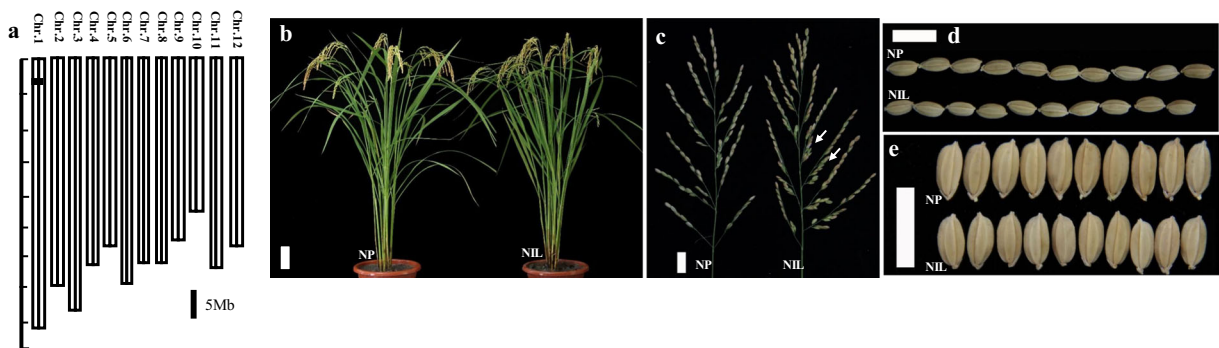 a
Chr.1
Chr.2
Chr.3
Chr.4
Chr.5
Chr.6
Chr.7
Chr.8
Chr.9
Chr.10
Chr.11
Chr.12
5Mb
b
NP
NIL
c
NP
NIL
d
NP
NIL
e
NP
NIL